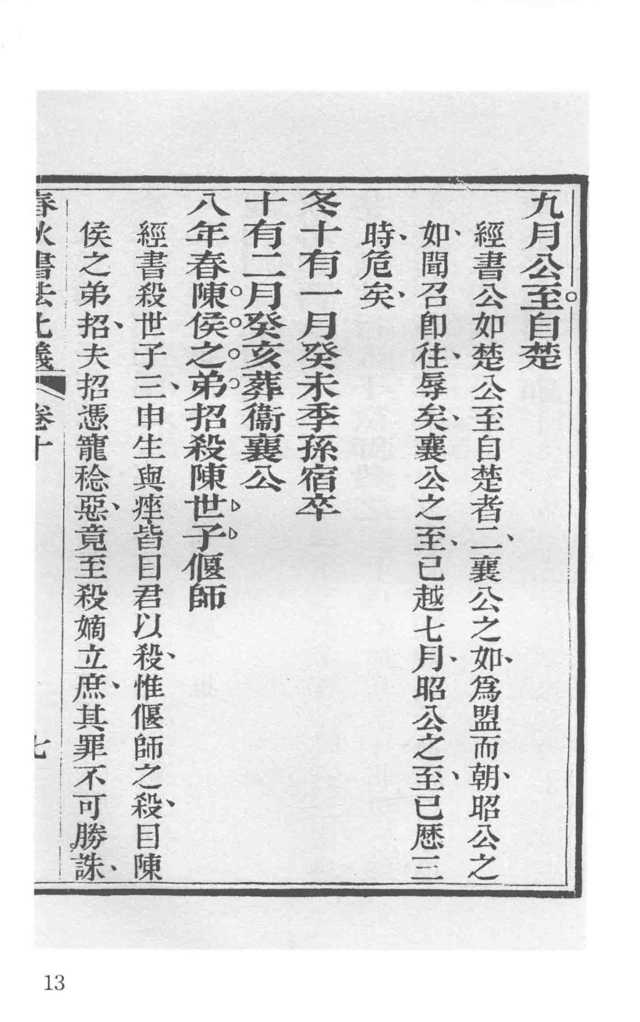 九月公至自楚
經書公如楚公至自楚者二襄公之如爲盟而朝昭公之
如聞召卽往辱矣襄公之至已越七月昭公之至已歷三
時危矣
冬十有一月癸未季孫宿卒
十有二月癸亥葬衞襄公
八年春陳侯之弟招殺陳世子偃師
經書殺世子三申生與痤皆目君以殺惟偃師之殺目陳
侯之弟招夫招憑寵稔惡竟至殺嫡立庶其罪不可勝誅
春秋書法比義 卷十 七
13